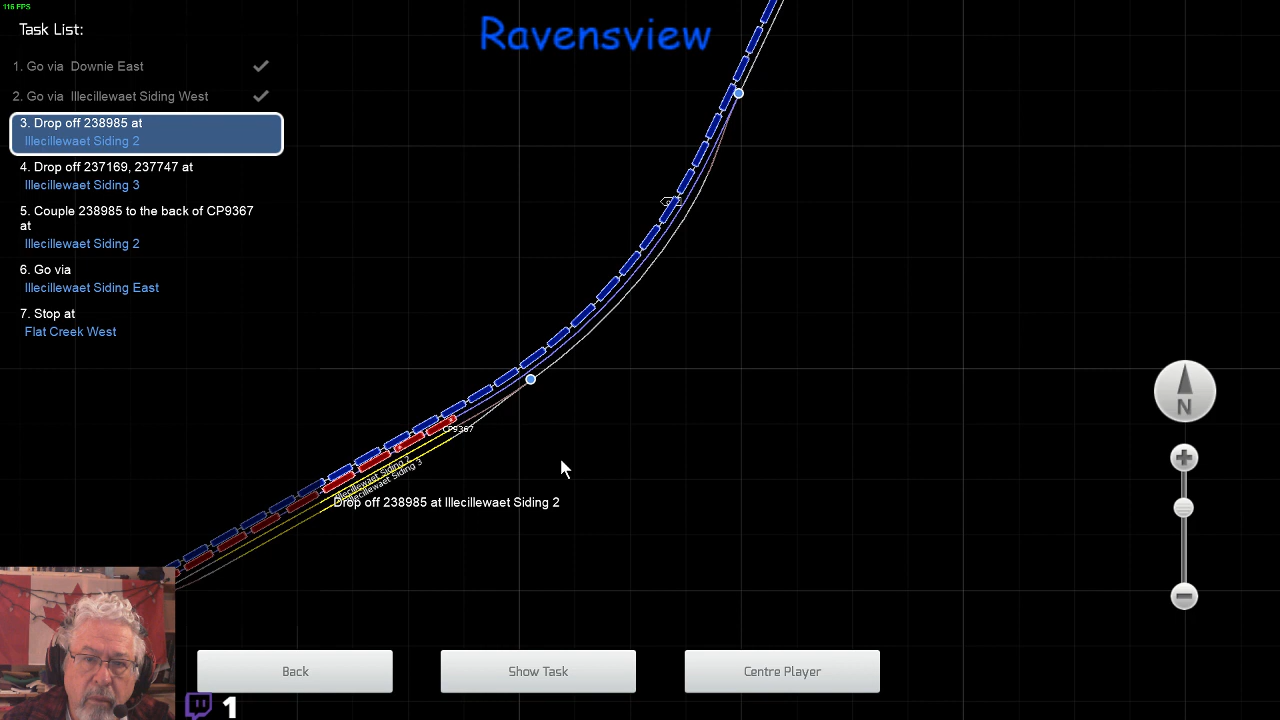 116 FPS
Task List:
Ravensview
1. Go via Downie East
2. Go via Illecillewaet Siding West
3. Drop off 238985 at
Illecillewaet Siding 2
4. Drop off 237169, 237747 at
Illecillewaet Siding 3
5. Couple 238985 to the back of CP9367
at
Illecillewaet Siding 2
6. Go via
Illecillewaet Siding East
7. Stop at
Flat Creek West
CP9367
Illecillewaet Siding 2
Illecillewaet Siding 3
Drop off 238985 at Illecillewaet Siding 2
N
Back
Show Task
Centre Player
1